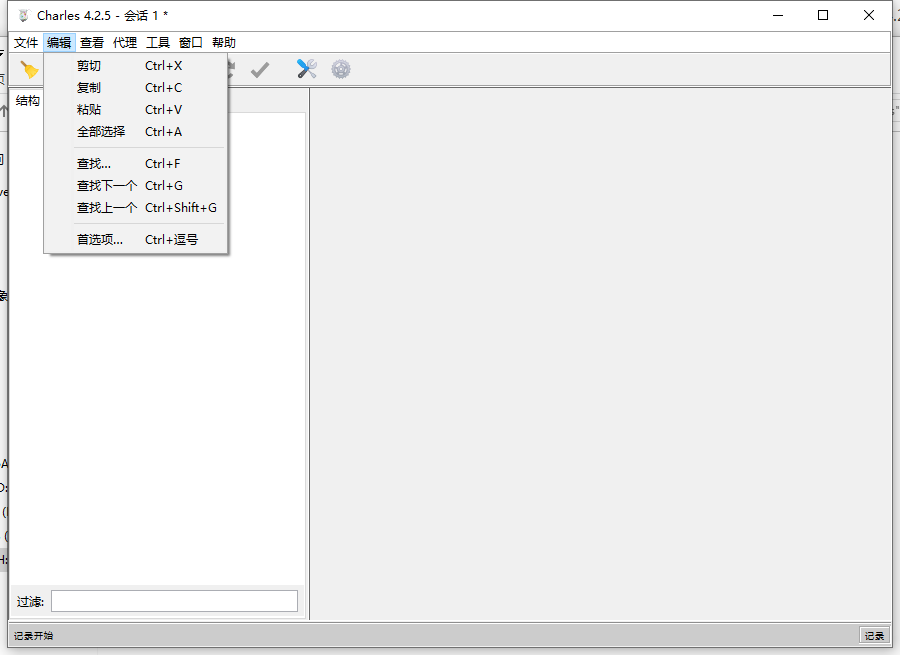 Charles 4.2.5 - 会话 1 *
文件 编辑 查看 代理 工具 窗口 帮助
剪切 Ctrl+X
复制 Ctrl+C
粘贴 Ctrl+V
全部选择 Ctrl+A
查找... Ctrl+F
查找下一个 Ctrl+G
查找上一个 Ctrl+Shift+G
首选项... Ctrl+逗号
结构
过滤:
记录开始
记录